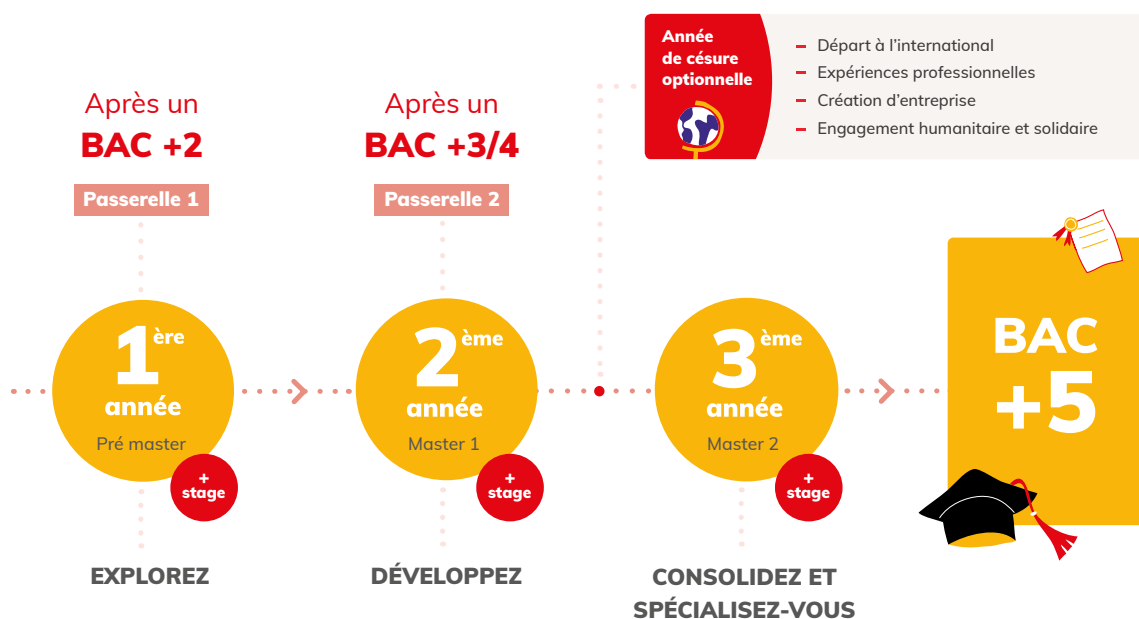 Année
de césure
optionnelle
– Départ à l'international
– Expériences professionnelles
– Création d'entreprise
– Engagement humanitaire et solidaire
Après un
BAC +2
Passerelle 1
Après un
BAC +3/4
Passerelle 2
1ère
année
Pré master
+
stage
2ème
année
Master 1
+
stage
3ème
année
Master 2
+
stage
BAC
+5
EXPLOREZ
DÉVELOPPEZ
CONSOLIDEZ ET
SPÉCIALISEZ-VOUS